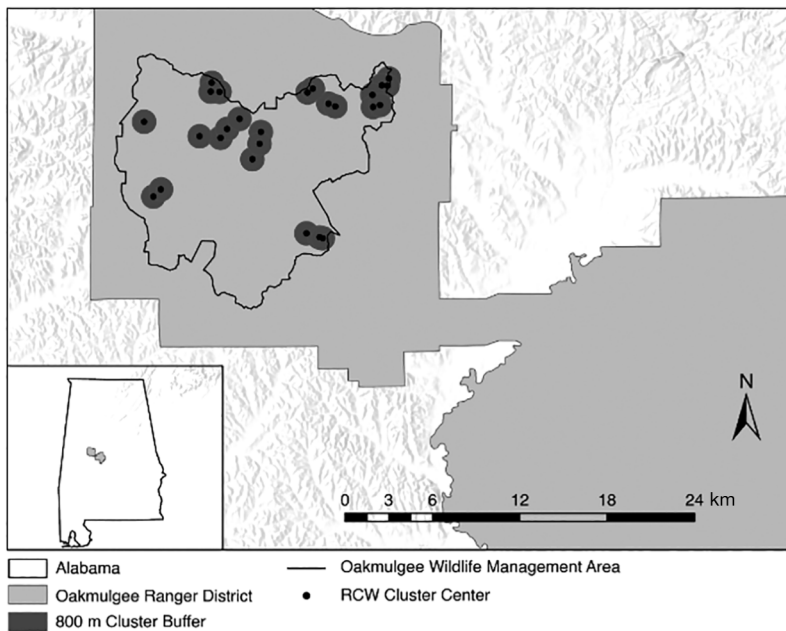 N
0 3 6 12 18 24 km
Alabama
Oakmulgee Ranger District
800 m Cluster Buffer
Oakmulgee Wildlife Management Area
RCW Cluster Center